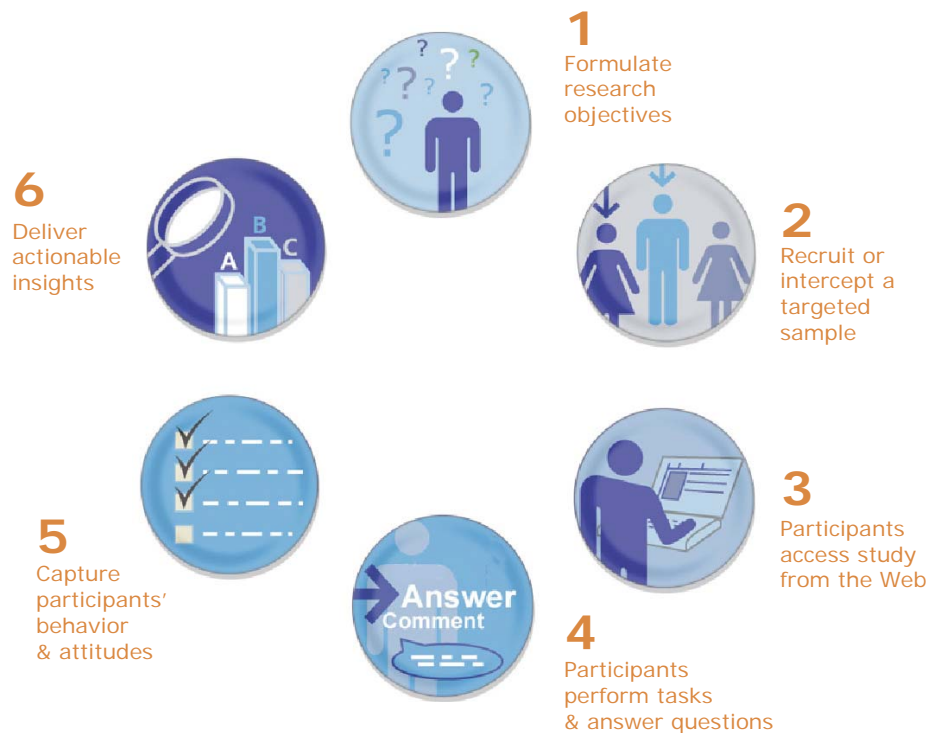 1
Formulate
research
objectives
? ? ? ? ? ? ? ?
2
Recruit or
intercept a
targeted
sample
3
Participants
access study
from the Web
4
Participants
perform tasks
& answer questions
Answer
Comment
5
Capture
participants'
behavior
& attitudes
6
Deliver
actionable
insights
A B C